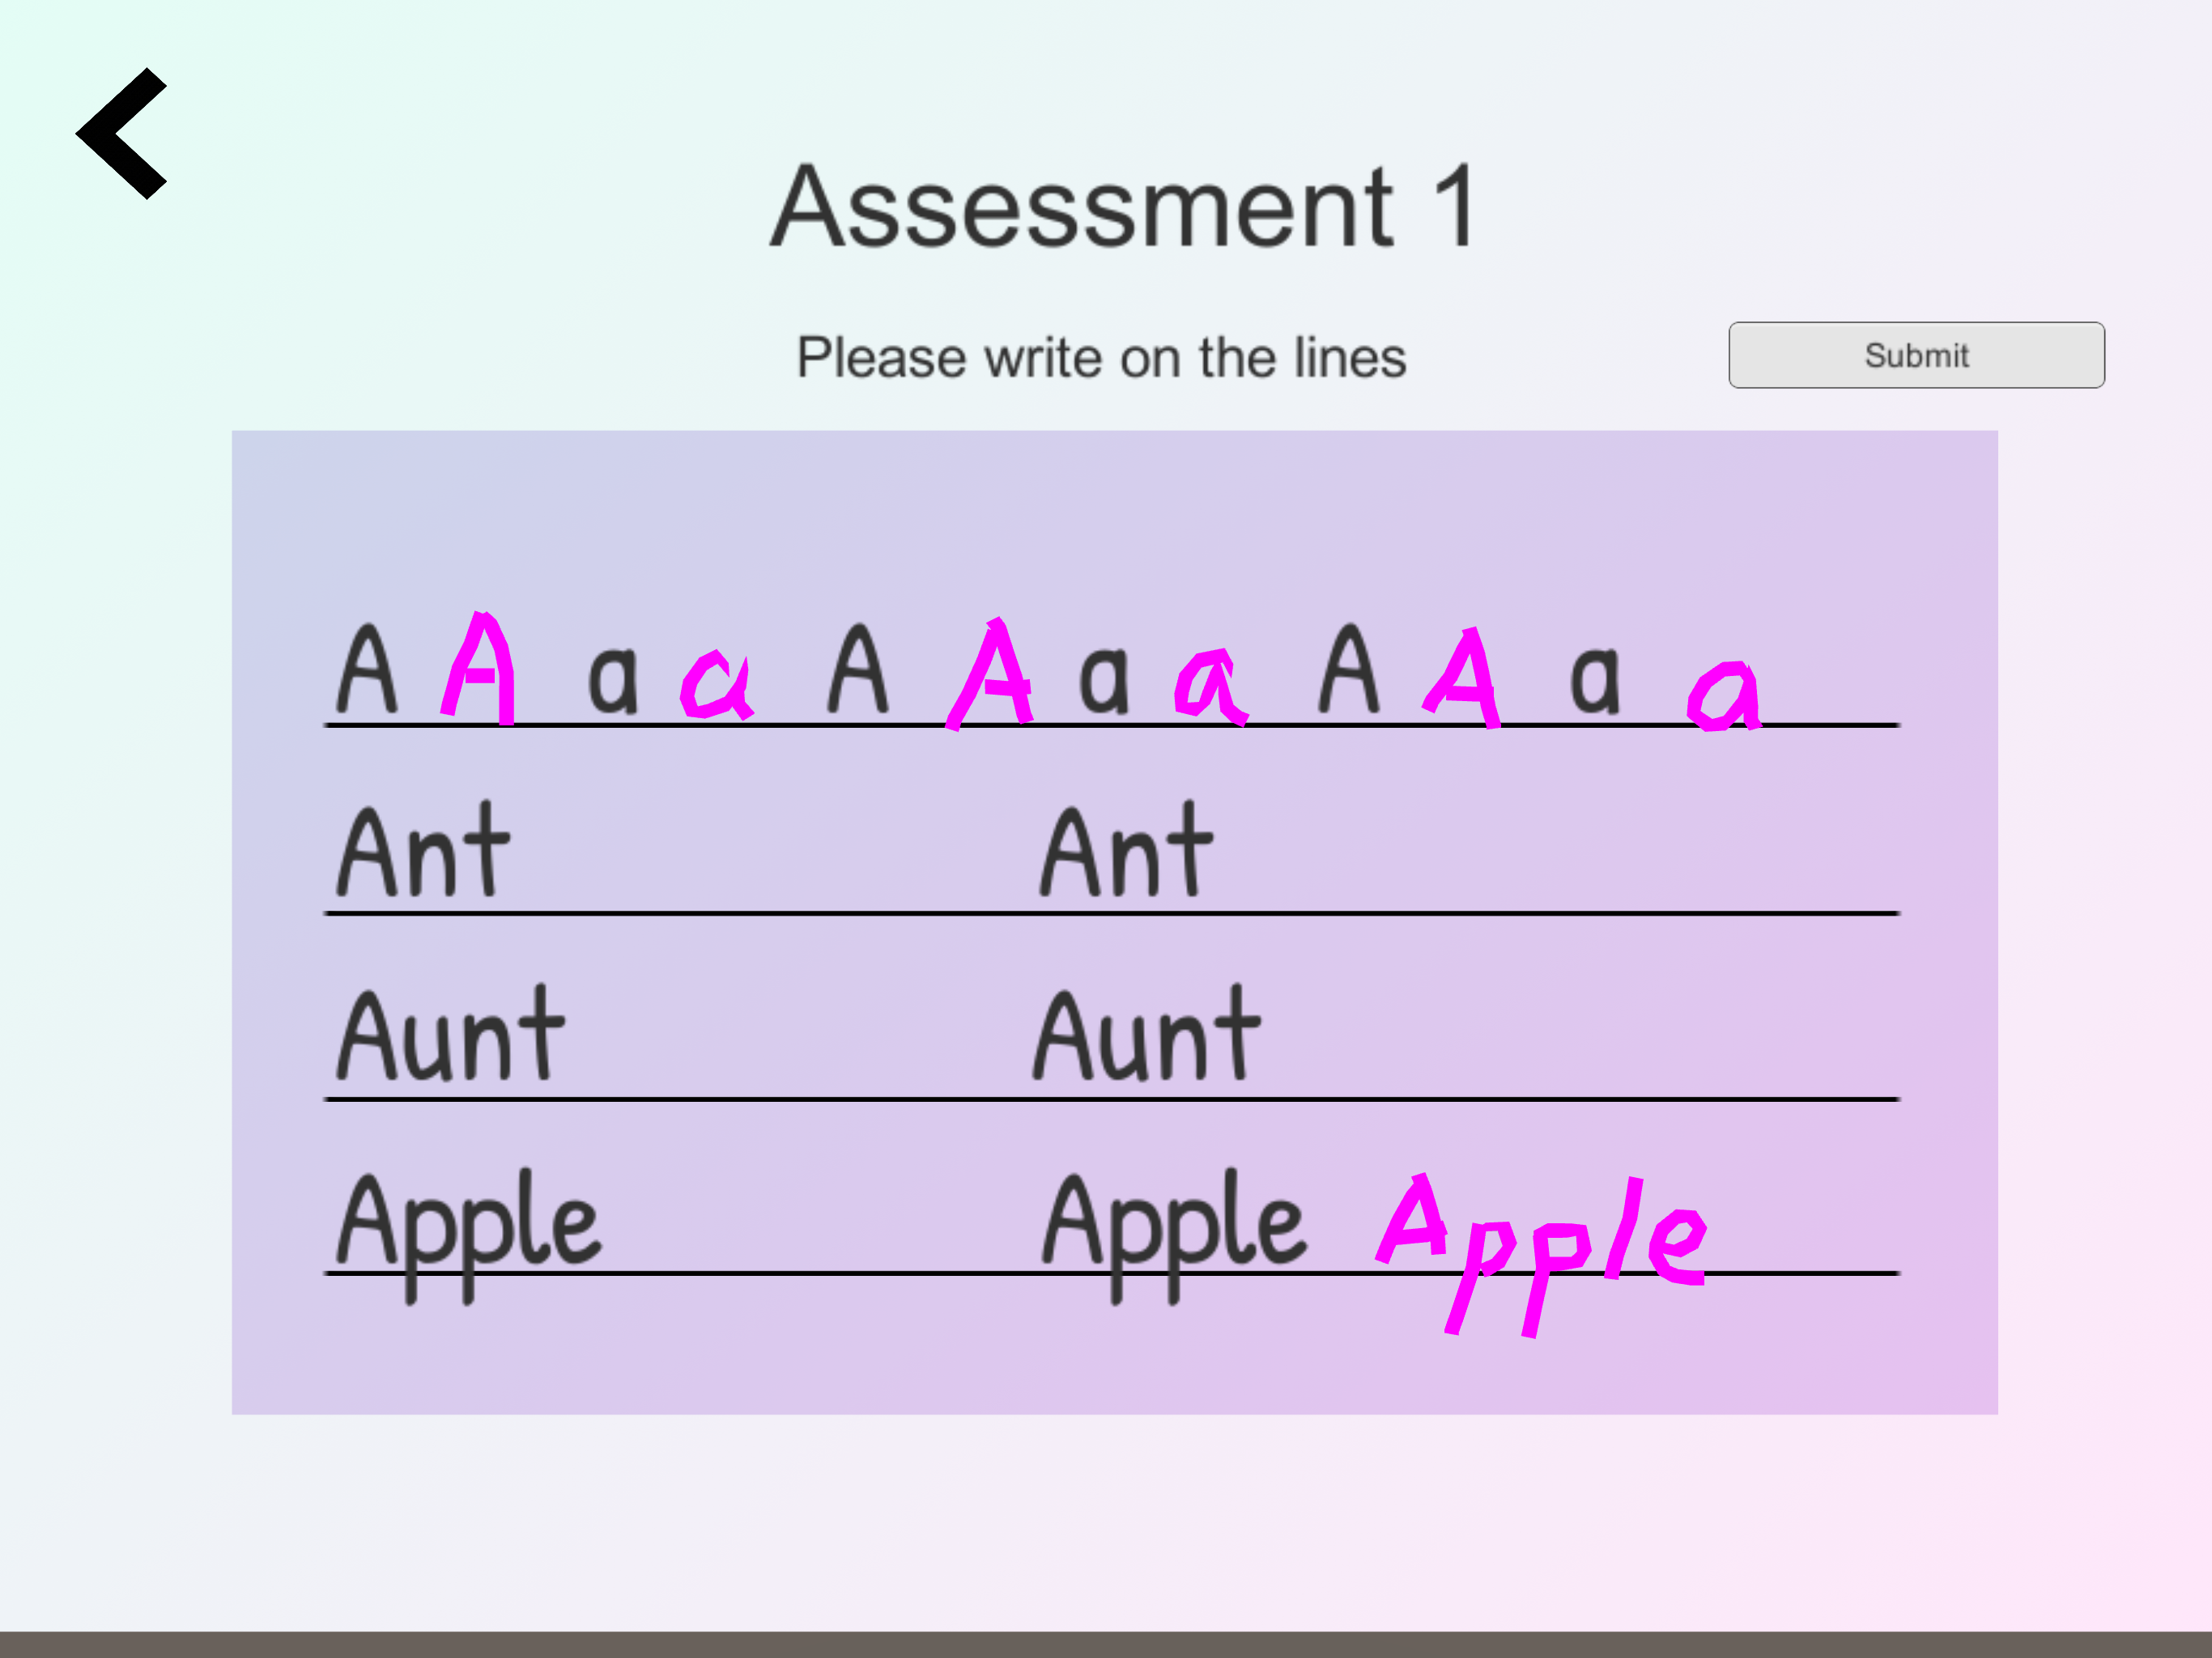 Assessment 1
Please write on the lines
Submit
A A a a A A a a A A a a
Ant Ant
Aunt Aunt
Apple Apple Apple